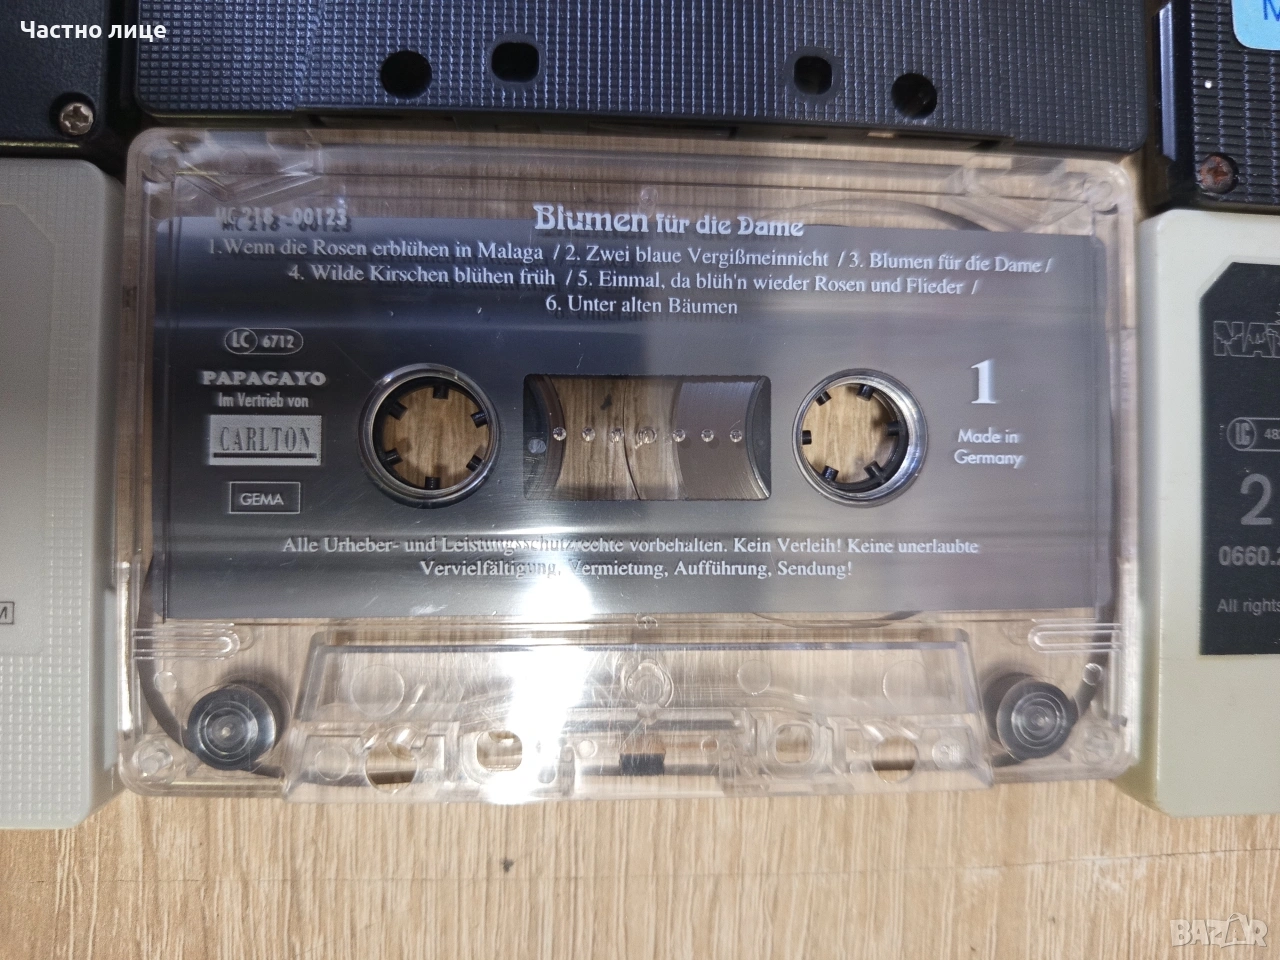 Частно лице
M
MC 218 - 00123
Blumen für die Dame
1.Wenn die Rosen erblühen in Malaga / 2. Zwei blaue Vergißmeinnicht / 3. Blumen für die Dame /
4. Wilde Kirschen blühen früh / 5. Einmal, da blüh'n wieder Rosen und Flieder /
6. Unter alten Bäumen
LC 6712
PAPAGAYO
Im Vertrieb von
CARLTON
GEMA
1
Made in
Germany
Alle Urheber- und Leistungsschutzrechte vorbehalten. Kein Verleih! Keine unerlaubte
Vervielfältigung, Vermietung, Aufführung, Sendung!
LC
2
0660.
All rights
BAZAR